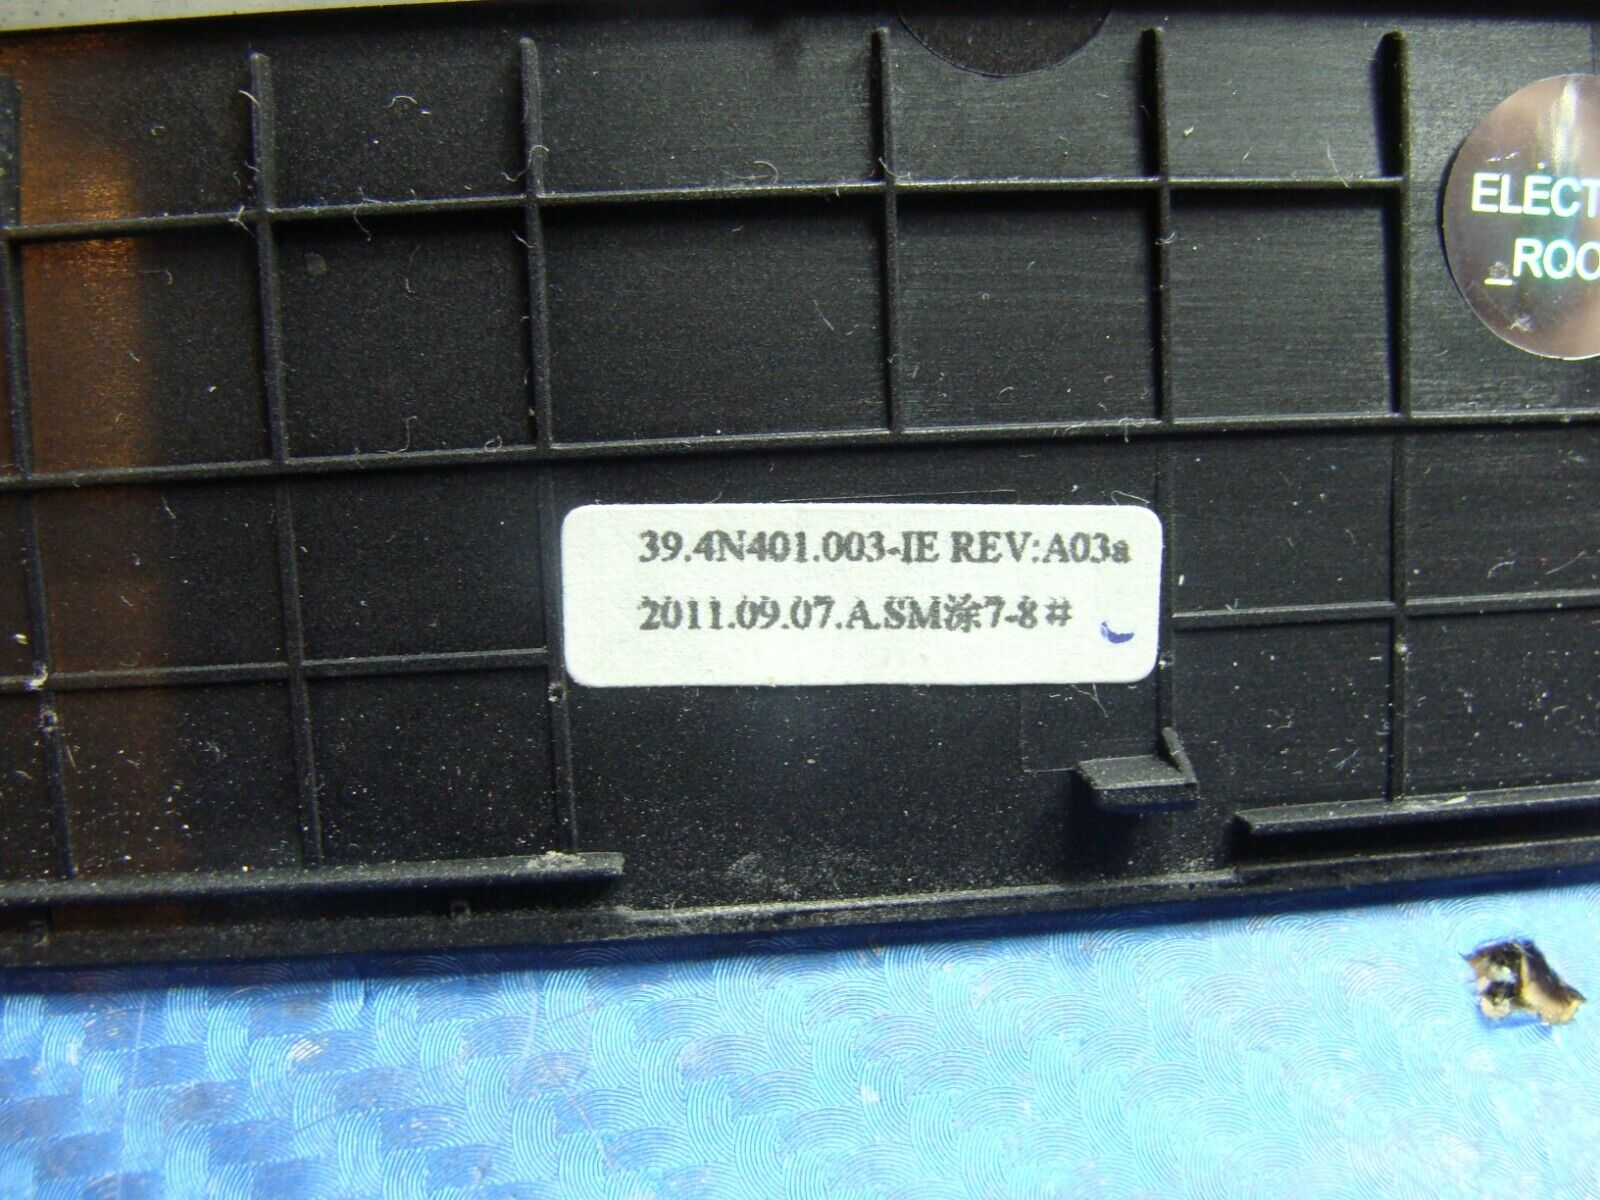 39.4N401.003-IE REV:A03a
2011.09.07.A.SM涂7-8#
ELECT
ROO